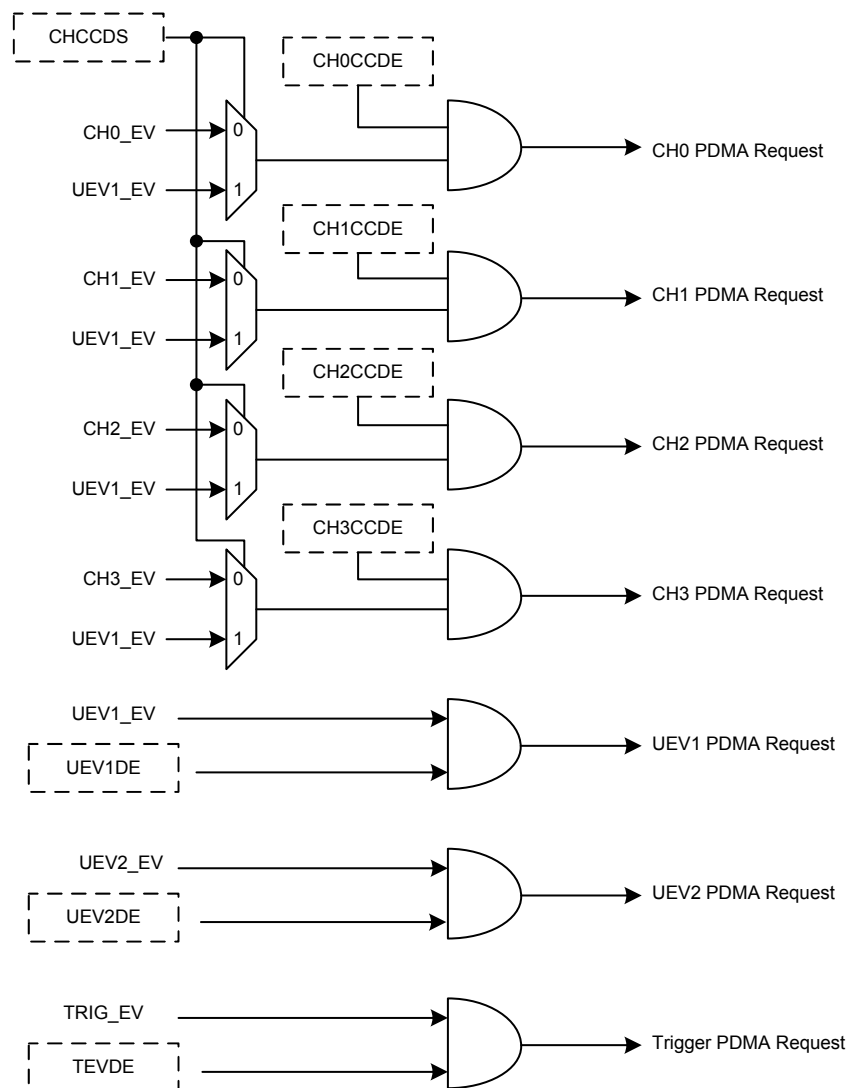 CHCCDS
CH0CCDE
CH0_EV
0
CH0 PDMA Request
UEV1_EV
1
CH1CCDE
CH1_EV
0
CH1 PDMA Request
UEV1_EV
1
CH2CCDE
CH2_EV
0
CH2 PDMA Request
UEV1_EV
1
CH3CCDE
CH3_EV
0
CH3 PDMA Request
UEV1_EV
1
UEV1_EV
UEV1 PDMA Request
UEV1DE
UEV2_EV
UEV2 PDMA Request
UEV2DE
TRIG_EV
Trigger PDMA Request
TEVDE